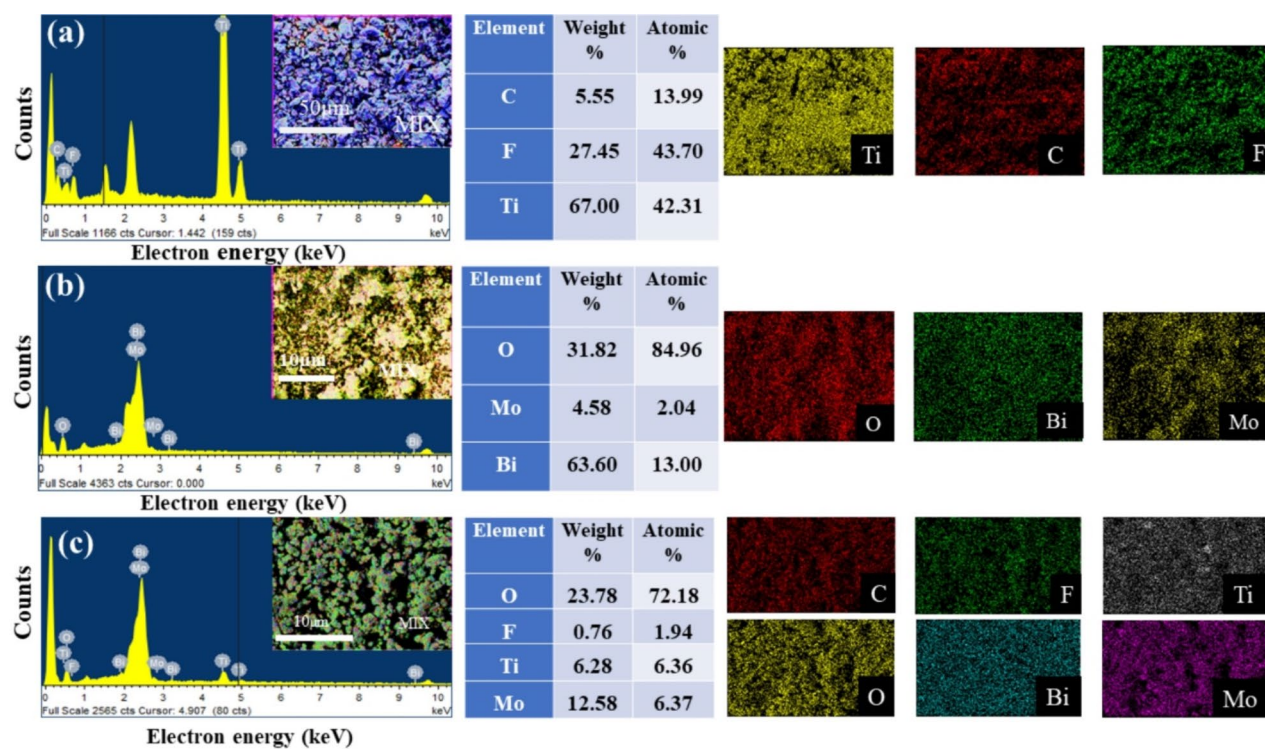 (a)
Counts
Ti
C
Ti
F
Ti
50μm
MIX
0 1 2 3 4 5 6 7 8 9 10
Full Scale 1166 cts Cursor: 1.442 (159 cts) keV
Electron energy (keV)
Element Weight % Atomic %
C 5.55 13.99
F 27.45 43.70
Ti 67.00 42.31
Ti
C
F
(b)
Counts
Bi
Mo
O
Bi
Mo
Bi
Bi
10μm
MIX
0 1 2 3 4 5 6 7 8 9 10
Full Scale 4363 cts Cursor: 0.000 keV
Electron energy (keV)
Element Weight % Atomic %
O 31.82 84.96
Mo 4.58 2.04
Bi 63.60 13.00
O
Bi
Mo
(c)
Counts
Bi
Mo
O
Ti
F
Bi
Mo
Bi
Ti
Bi
10μm
MIX
0 1 2 3 4 5 6 7 8 9 10
Full Scale 2565 cts Cursor: 4.907 (80 cts) keV
Electron energy (keV)
Element Weight % Atomic %
O 23.78 72.18
F 0.76 1.94
Ti 6.28 6.36
Mo 12.58 6.37
C
F
Ti
O
Bi
Mo